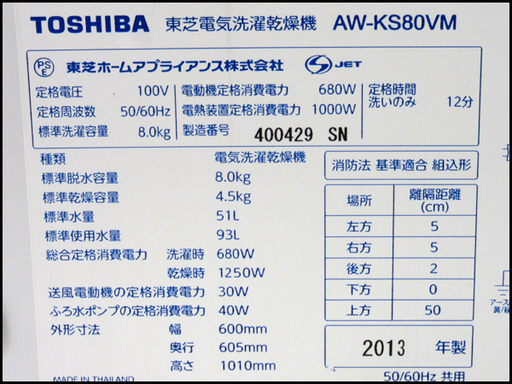 TOSHIBA 東芝電気洗濯乾燥機 AW-KS80VM
PS E 東芝ホームアプライアンス株式会社 S JET
定格電圧 100V
定格周波数 50/60Hz
標準洗濯容量 8.0kg
電動機定格消費電力 680W
電熱装置定格消費電力 1000W
製造番号 400429 SN
定格時間
洗いのみ 12分
種類 電気洗濯乾燥機
標準脱水容量 8.0kg
標準乾燥容量 4.5kg
標準水量 51L
標準使用水量 93L
総合定格消費電力 洗濯時 680W
乾燥時 1250W
送風電動機の定格消費電力 30W
ふろ水ポンプの定格消費電力 40W
外形寸法 幅 600mm
奥行 605mm
高さ 1010mm
MADE IN THAILAND
消防法 基準適合 組込形
場所 離隔距離
(cm)
左方 5
右方 5
後方 2
下方 0
上方 50
2013 年製
50/60Hz 共用
アース